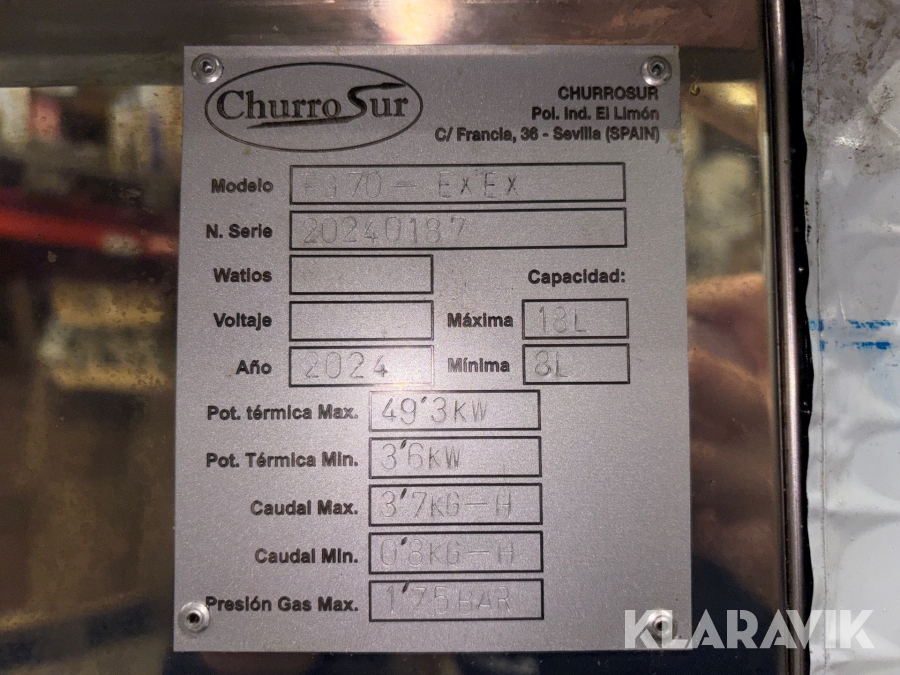 ChurroSur
CHURROSUR
Pol. Ind. El Limón
C/ Francia, 36 - Sevilla (SPAIN)
Modelo EXEX
N. Serie 20240187
Watios
Capacidad:
Voltaje
Máxima 18L
Año 2024
Mínima 8L
Pot. térmica Max. 49'3KW
Pot. Térmica Min. 3'6KW
Caudal Max. 3'7KG-H
Caudal Min. 0'8KG-H
Presión Gas Max. 1'75BAR
KLARAVIK